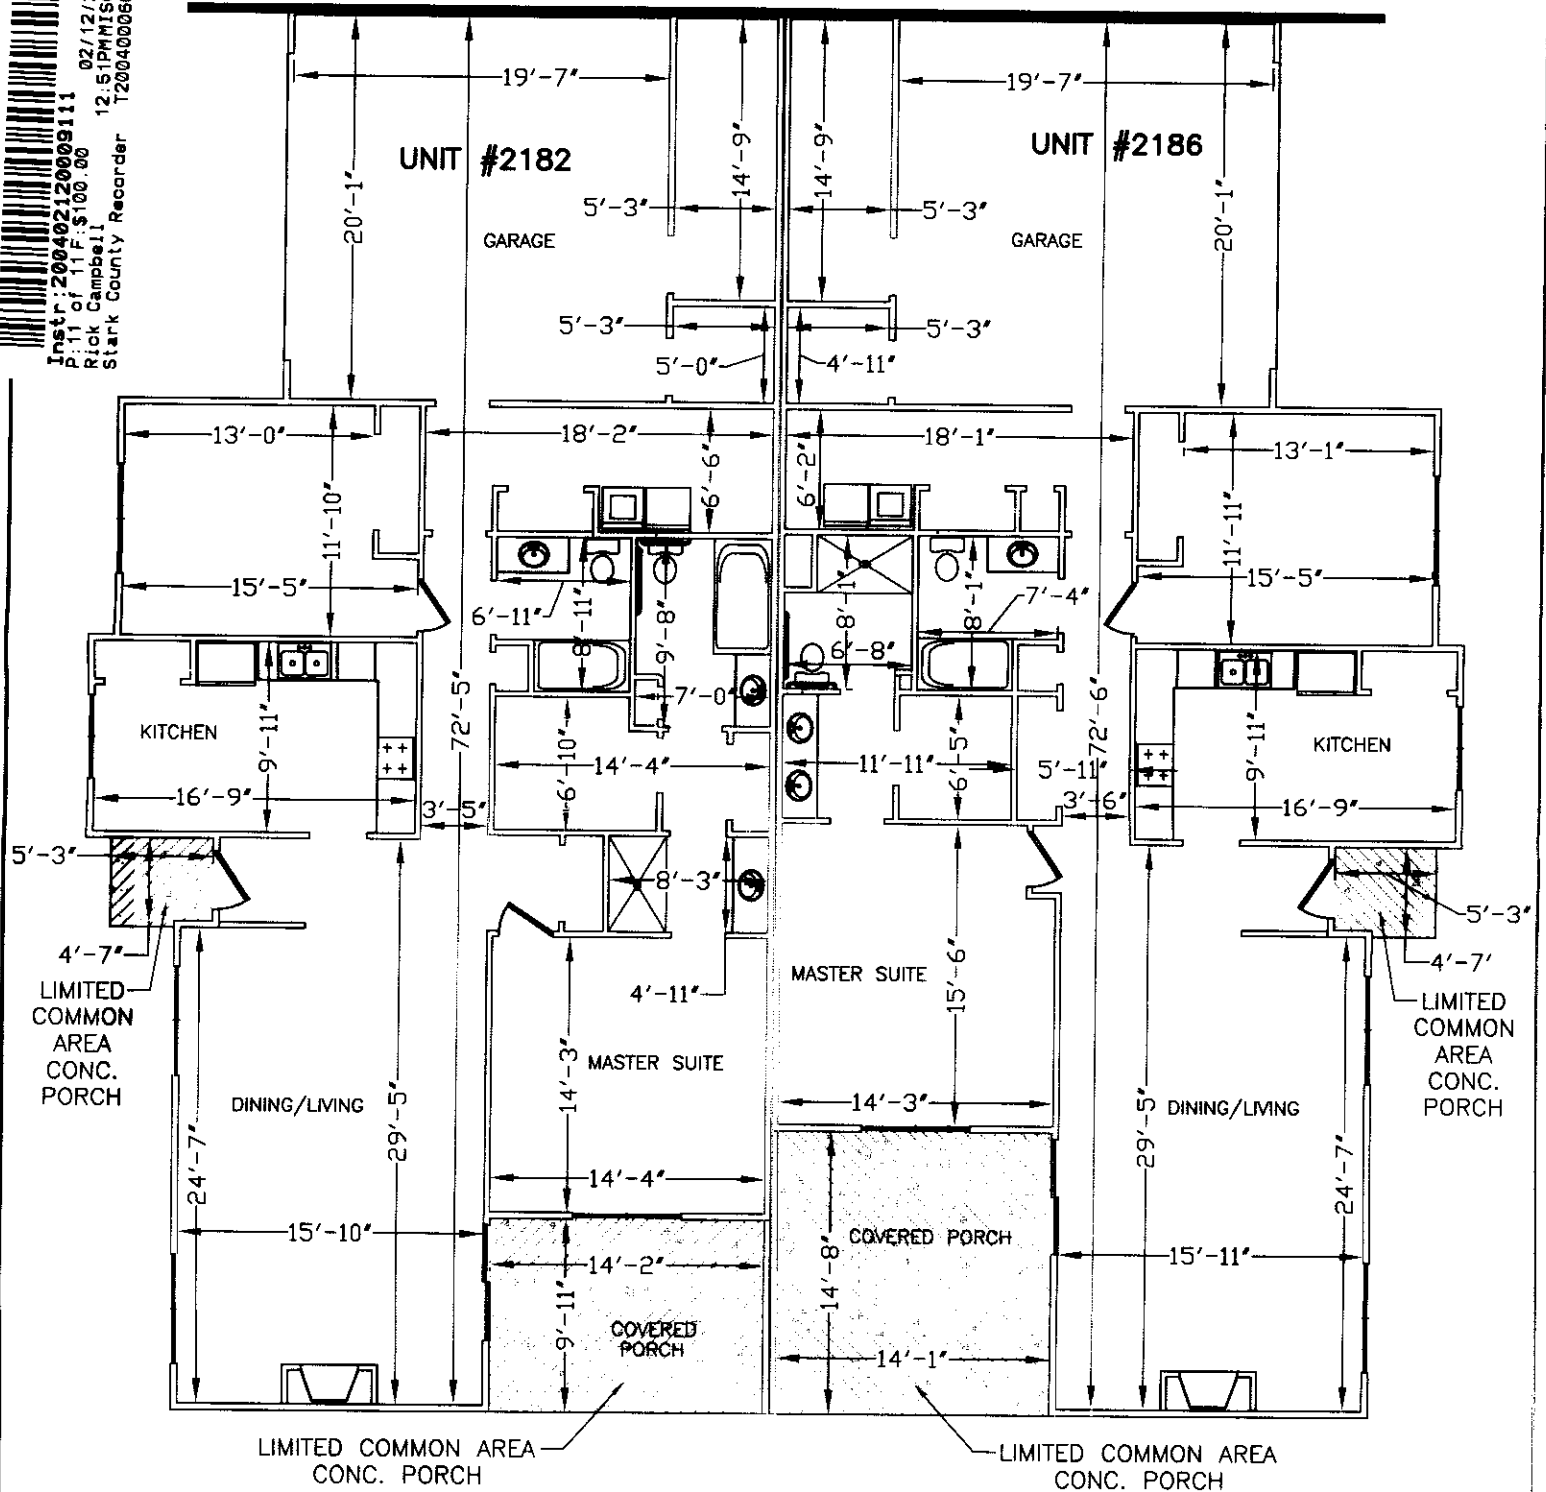 Instr:200402120009111
P:11 of 11 F:$100.00 02/12/
Rick Campbell 12:51PM MISC
Stark County Recorder T20040006
19'-7"
14'-9"
14'-9"
19'-7"
UNIT #2182
UNIT #2186
20'-1"
20'-1"
5'-3"
5'-3"
GARAGE
GARAGE
5'-3"
5'-3"
5'-0"
4'-11"
13'-0"
18'-2"
18'-1"
13'-1"
6'-6"
6'-2"
11'-10"
11'-11"
15'-5"
15'-5"
6'-11"
8'-11"
9'-8"
8'-1"
8'-1"
7'-4"
6'-8"
7'-0"
72'-5"
72'-6"
KITCHEN
KITCHEN
9'-11"
9'-11"
6'-10"
14'-4"
11'-11"
6'-5"
5'-11"
16'-9"
3'-5"
3'-6"
16'-9"
5'-3"
8'-3"
5'-3"
4'-7"
4'-7'
4'-11"
15'-6"
MASTER SUITE
LIMITED
COMMON
AREA
CONC.
PORCH
LIMITED
COMMON
AREA
CONC.
PORCH
14'-3"
MASTER SUITE
14'-3"
DINING/LIVING
DINING/LIVING
29'-5"
29'-5"
24'-7"
24'-7"
14'-4"
15'-10"
COVERED PORCH
15'-11"
14'-2"
14'-8"
9'-11"
COVERED
PORCH
14'-1"
LIMITED COMMON AREA
CONC. PORCH
LIMITED COMMON AREA
CONC. PORCH